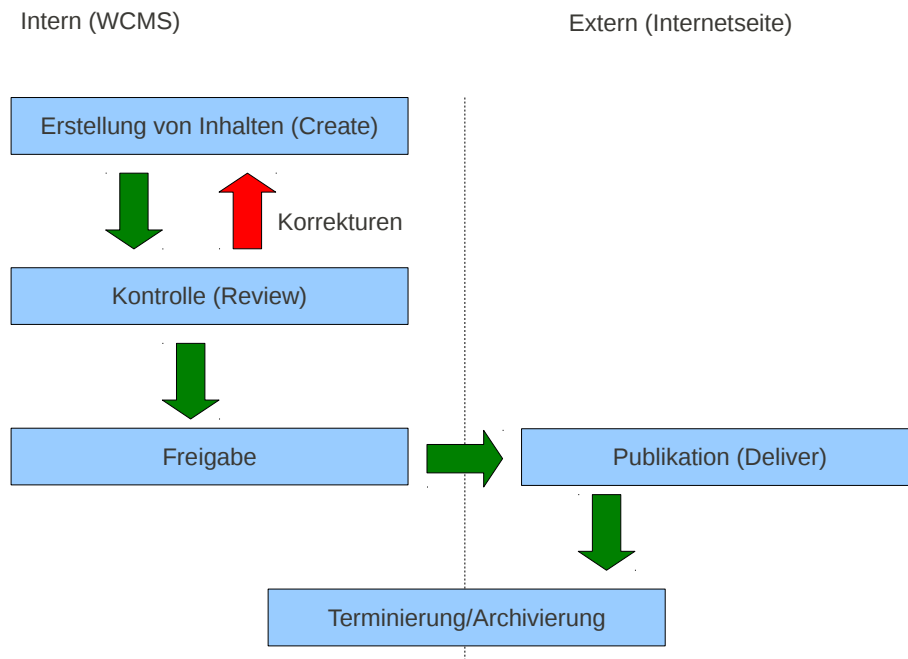 Intern (WCMS)
Extern (Internetseite)
Erstellung von Inhalten (Create)
Korrekturen
Kontrolle (Review)
Freigabe
Publikation (Deliver)
Terminierung/Archivierung